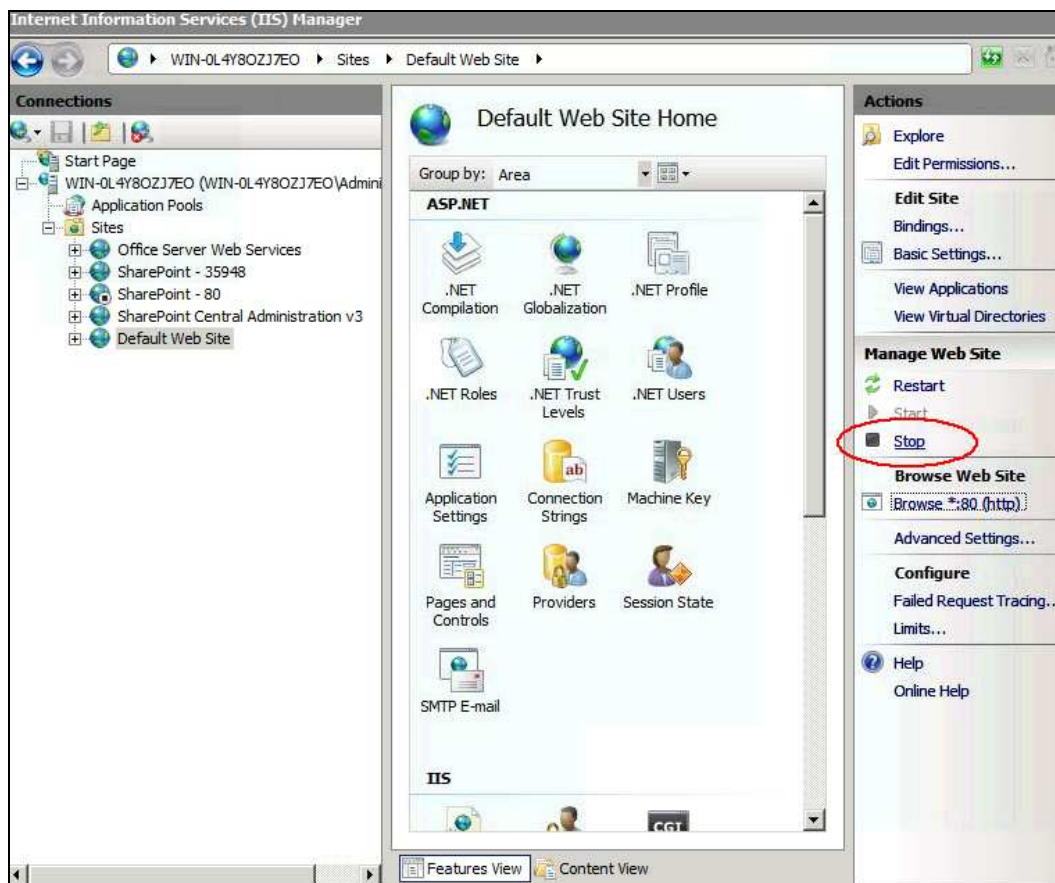 Internet Information Services (IIS) Manager
WIN-0L4Y8OZJ7EO Sites Default Web Site
Connections
Start Page
WIN-0L4Y8OZJ7EO (WIN-0L4Y8OZJ7EO\Admini
Application Pools
Sites
Office Server Web Services
SharePoint - 35948
SharePoint - 80
SharePoint Central Administration v3
Default Web Site
Default Web Site Home
Group by: Area
ASP.NET
.NET Compilation
.NET Globalization
.NET Profile
.NET Roles
.NET Trust Levels
.NET Users
Application Settings
ab
Connection Strings
Machine Key
Pages and Controls
Providers
Session State
SMTP E-mail
IIS
CGI
Features View
Content View
Actions
Explore
Edit Permissions...
Edit Site
Bindings...
Basic Settings...
View Applications
View Virtual Directories
Manage Web Site
Restart
Start
Stop
Browse Web Site
Browse *:80 (http)
Advanced Settings...
Configure
Failed Request Tracing..
Limits...
Help
Online Help